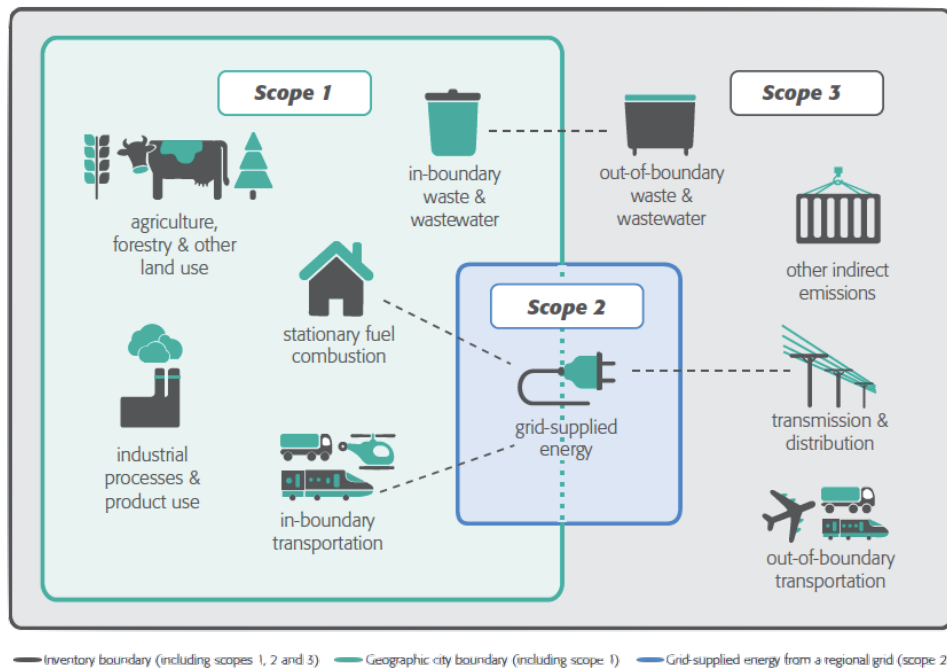 Scope 1
Scope 3
in-boundary
waste &
wastewater
out-of-boundary
waste &
wastewater
agriculture,
forestry & other
land use
other indirect
emissions
Scope 2
stationary fuel
combustion
grid-supplied
energy
transmission &
distribution
industrial
processes &
product use
in-boundary
transportation
out-of-boundary
transportation
Inventory boundary (including scopes 1, 2 and 3) Geographic city boundary (including scope 1) Grid-supplied energy from a regional grid (scope 2